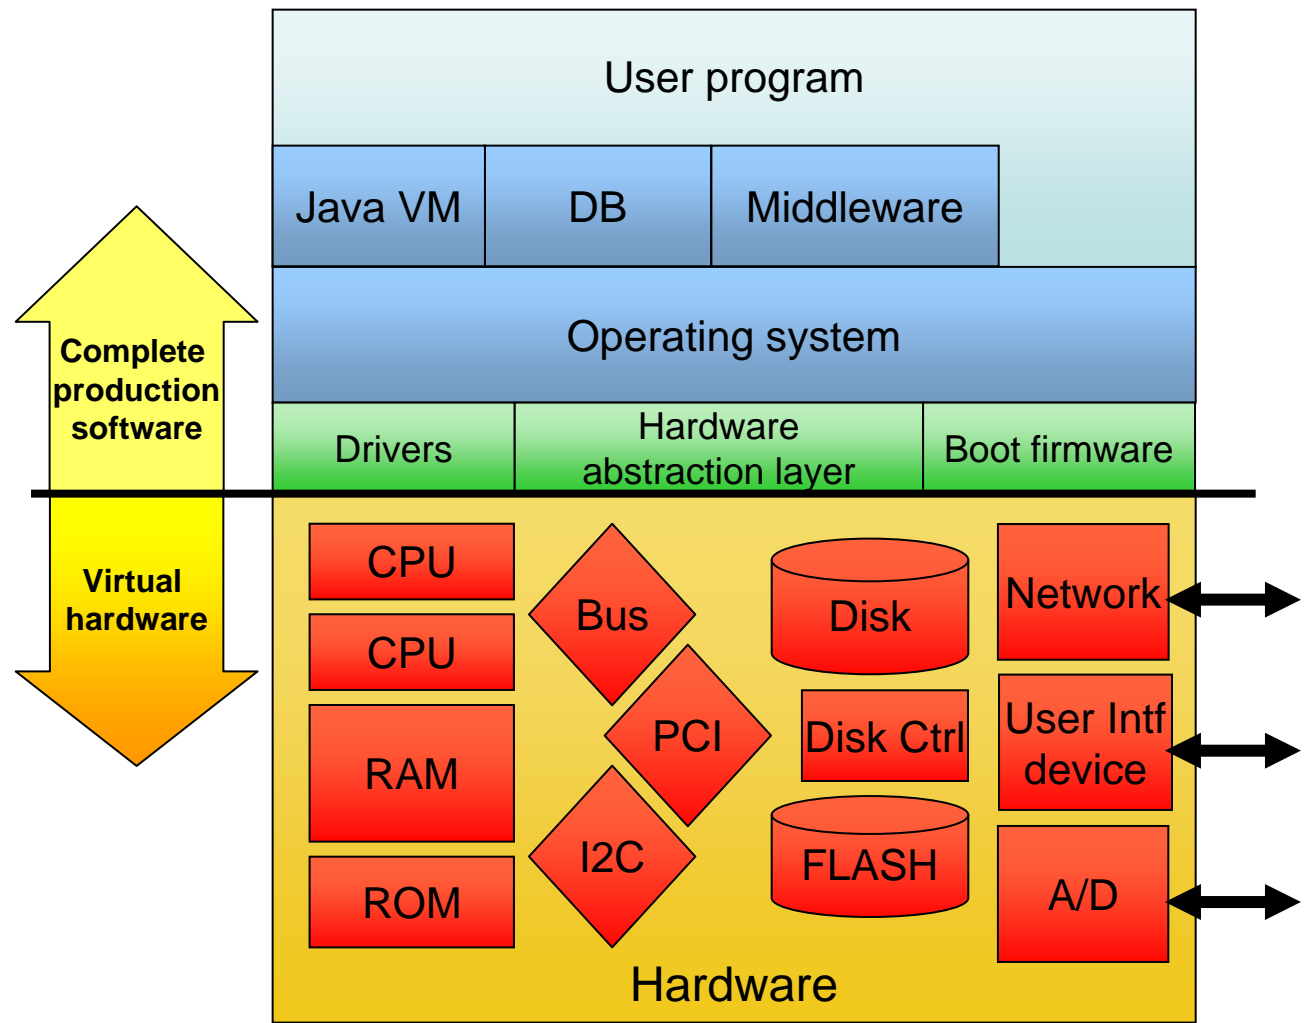 User program
Java VM
DB
Middleware
Operating system
Complete
production
software
Drivers
Hardware
abstraction layer
Boot firmware
Virtual
hardware
CPU
CPU
RAM
ROM
Bus
PCI
I2C
Disk
Disk Ctrl
FLASH
Network
User Intf
device
A/D
Hardware